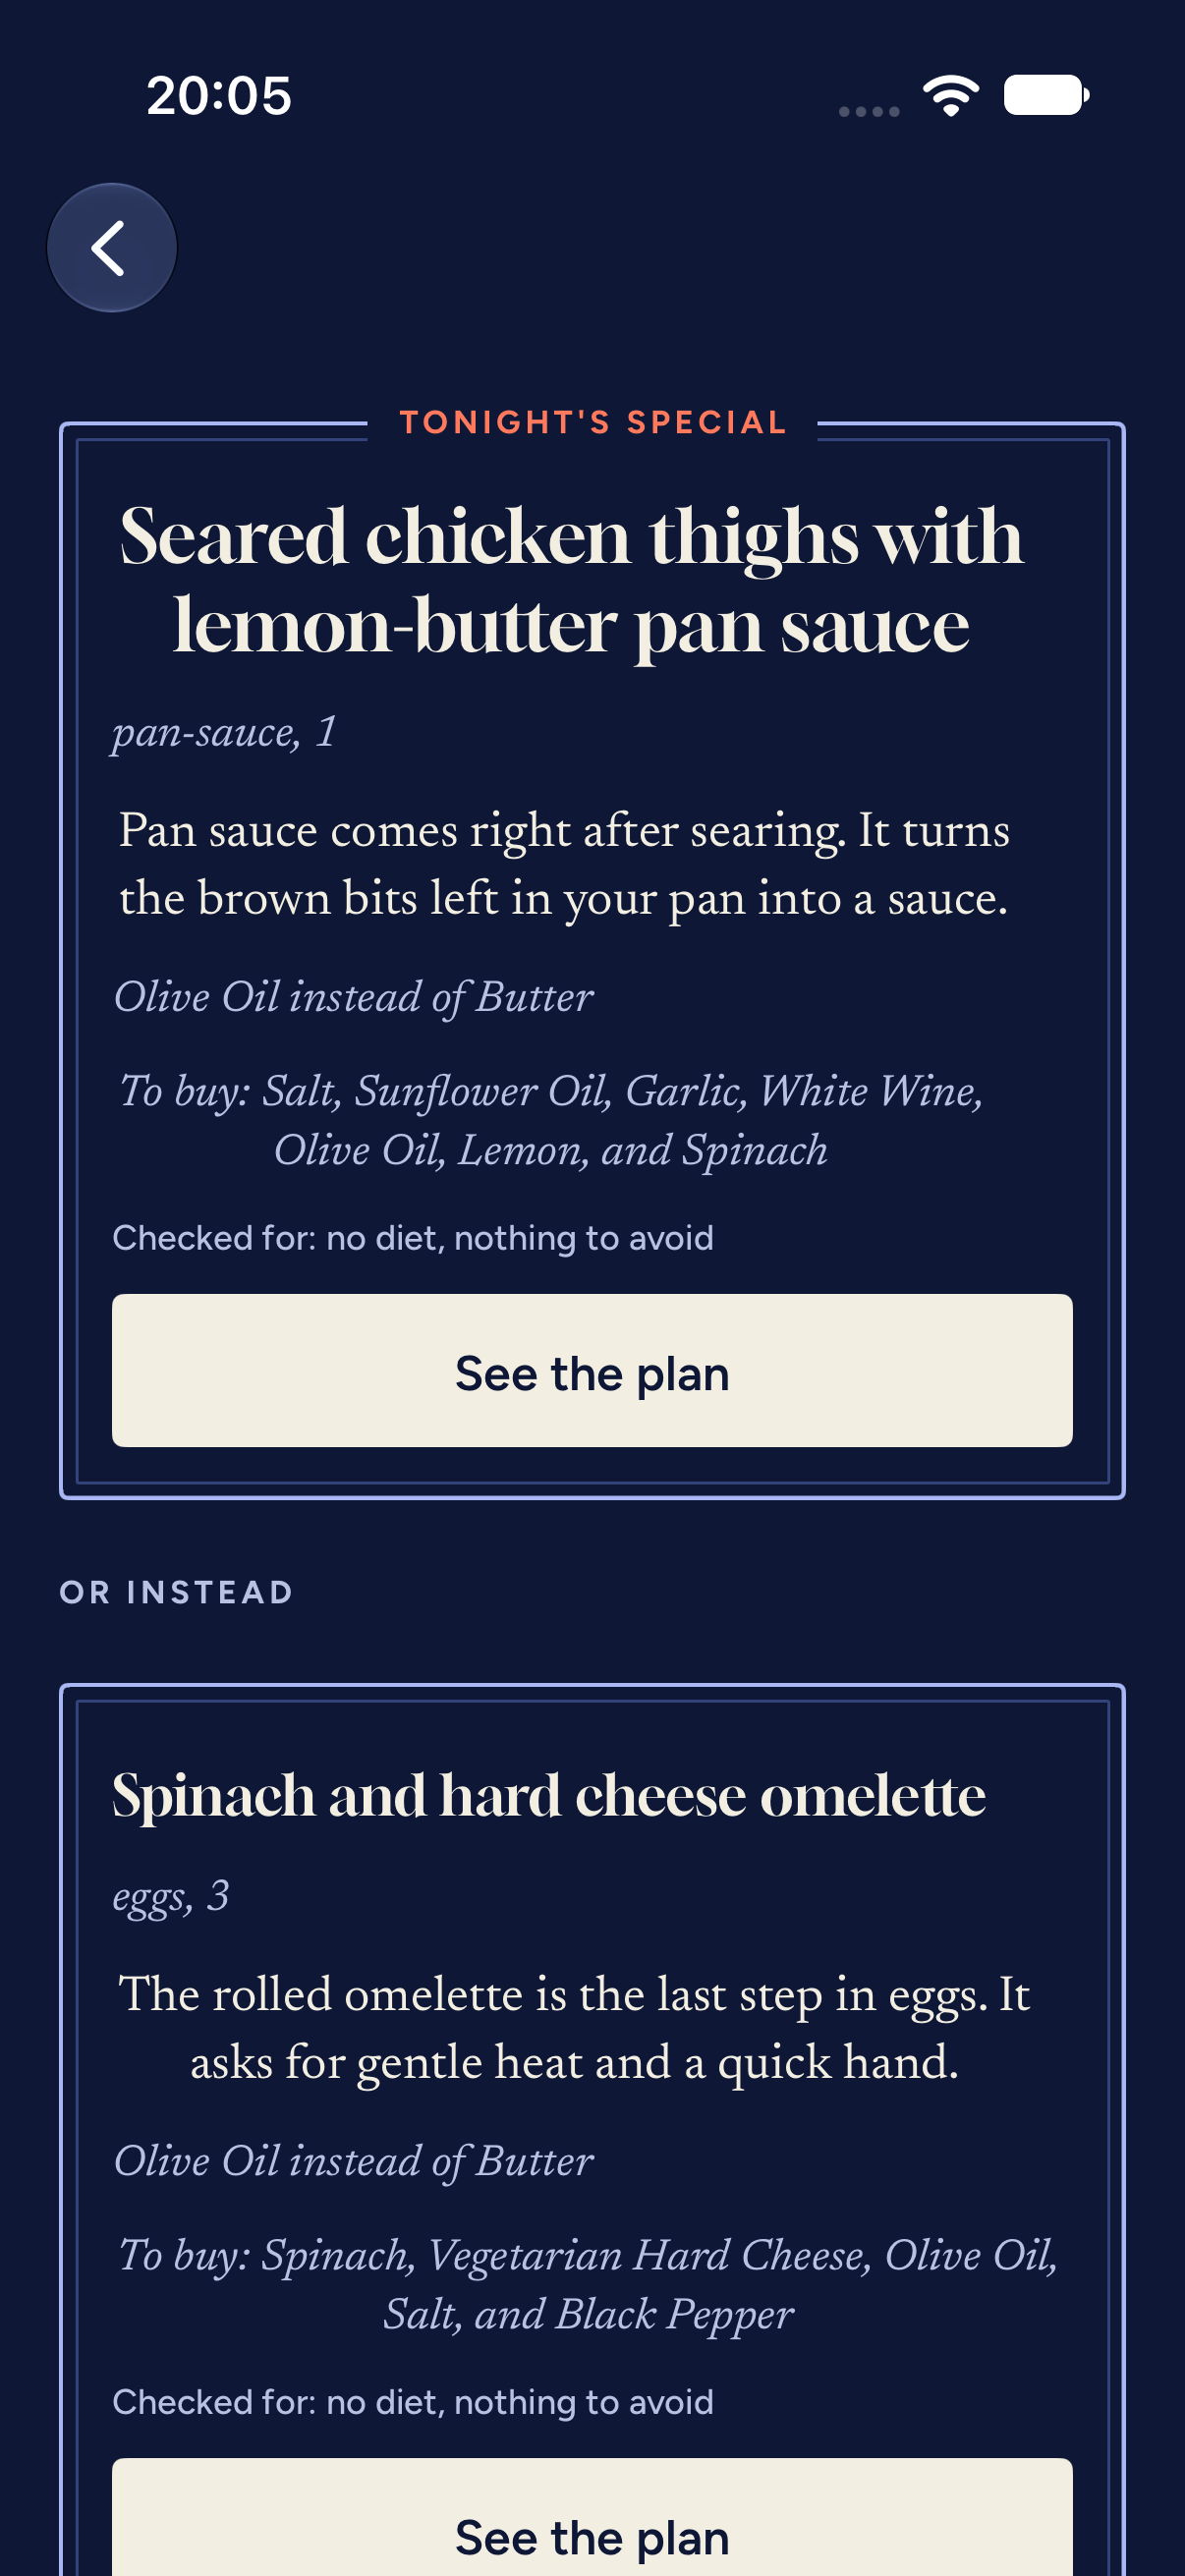 20:05
TONIGHT'S SPECIAL
Seared chicken thighs with
lemon-butter pan sauce
pan-sauce, 1
Pan sauce comes right after searing. It turns
the brown bits left in your pan into a sauce.
Olive Oil instead of Butter
To buy: Salt, Sunflower Oil, Garlic, White Wine,
Olive Oil, Lemon, and Spinach
Checked for: no diet, nothing to avoid
See the plan
OR INSTEAD
Spinach and hard cheese omelette
eggs, 3
The rolled omelette is the last step in eggs. It
asks for gentle heat and a quick hand.
Olive Oil instead of Butter
To buy: Spinach, Vegetarian Hard Cheese, Olive Oil,
Salt, and Black Pepper
Checked for: no diet, nothing to avoid
See the plan